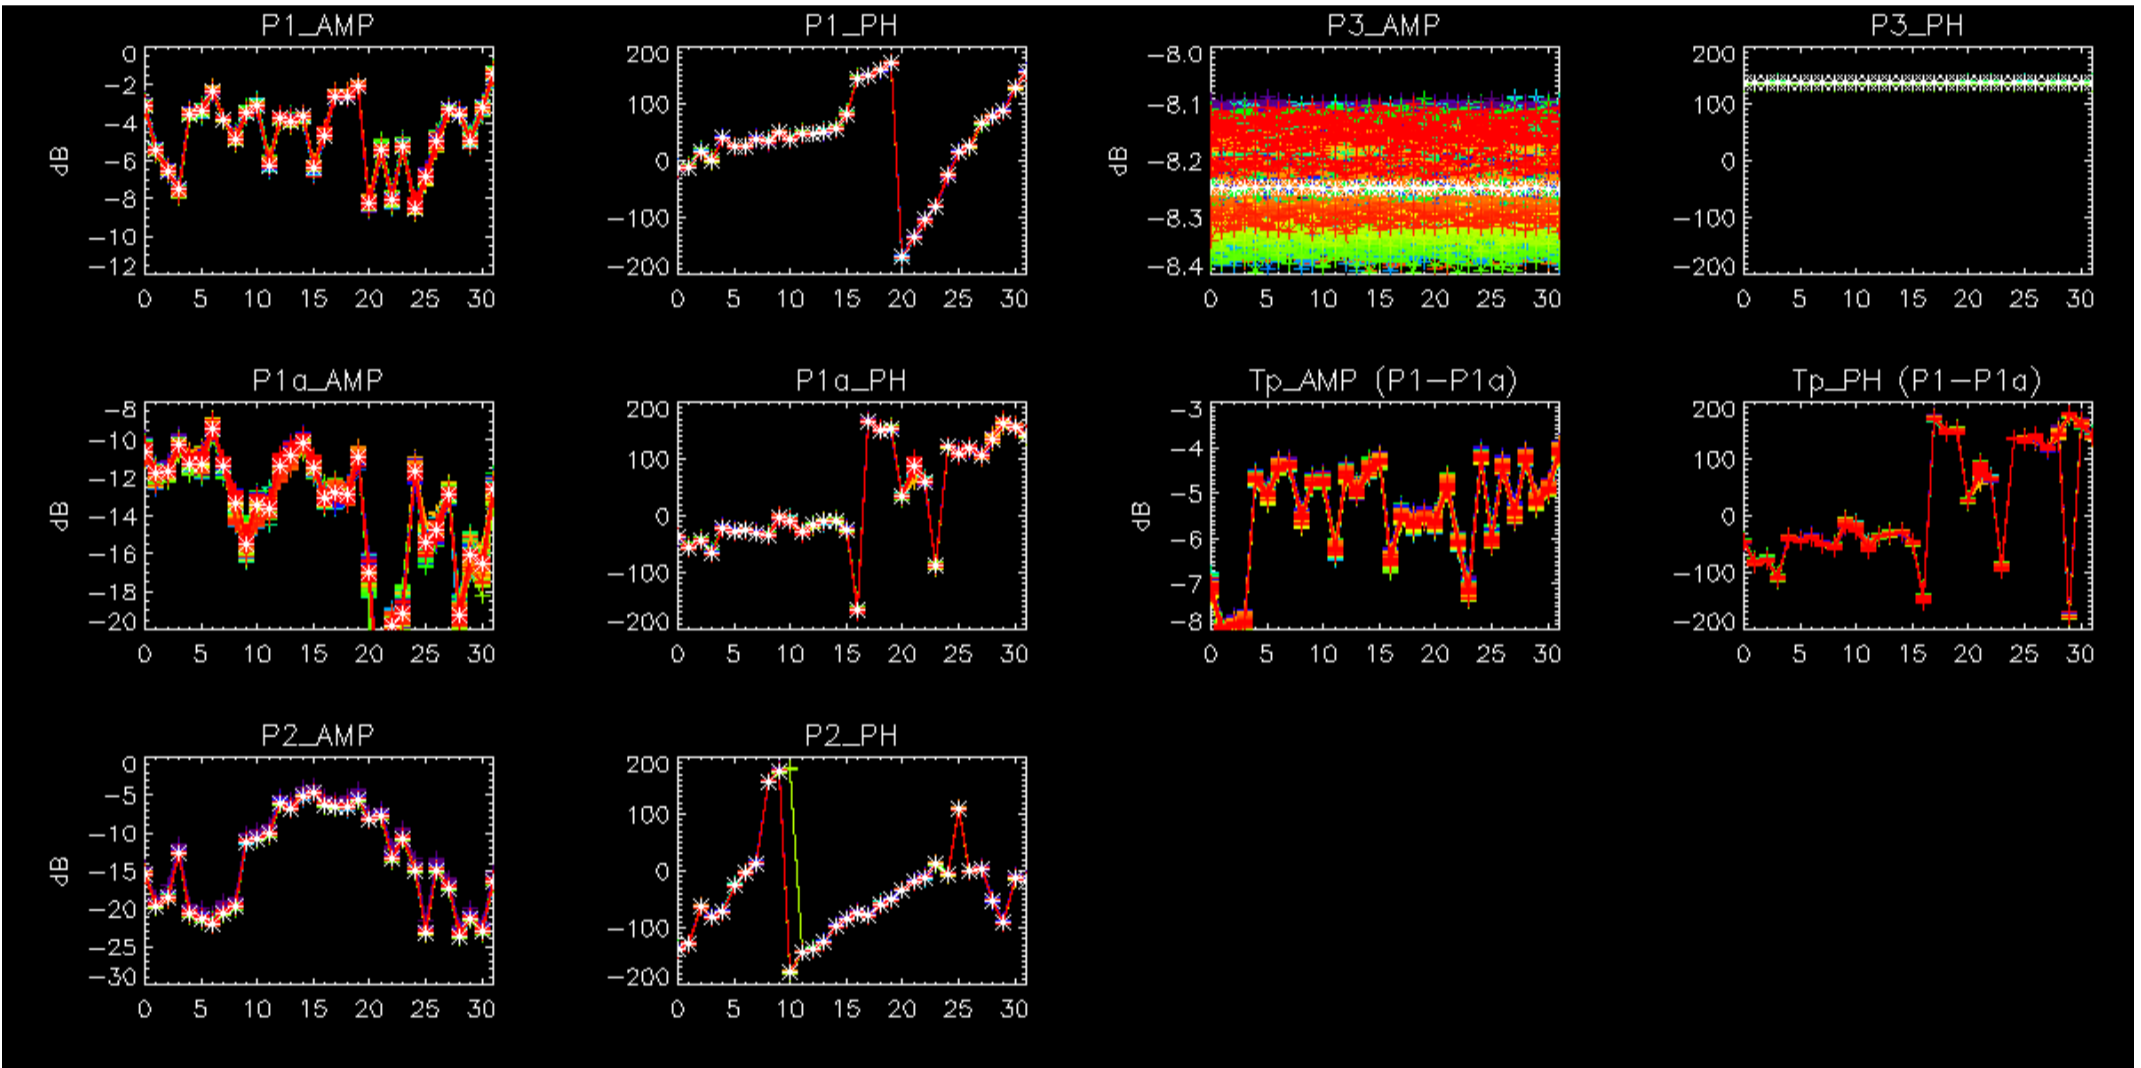 P1_AMP
0
−2
−4
−6
−8
−10
−12
dB
0 5 10 15 20 25 30
P1_PH
200
100
0
−100
−200
0 5 10 15 20 25 30
P3_AMP
−8.0
−8.1
−8.2
−8.3
−8.4
dB
0 5 10 15 20 25 30
P3_PH
200
100
0
−100
−200
0 5 10 15 20 25 30
P1a_AMP
−8
−10
−12
−14
−16
−18
−20
dB
0 5 10 15 20 25 30
P1a_PH
200
100
0
−100
−200
0 5 10 15 20 25 30
Tp_AMP (P1−P1a)
−3
−4
−5
−6
−7
−8
dB
0 5 10 15 20 25 30
Tp_PH (P1−P1a)
200
100
0
−100
−200
0 5 10 15 20 25 30
P2_AMP
0
−5
−10
−15
−20
−25
−30
dB
0 5 10 15 20 25 30
P2_PH
200
100
0
−100
−200
0 5 10 15 20 25 30